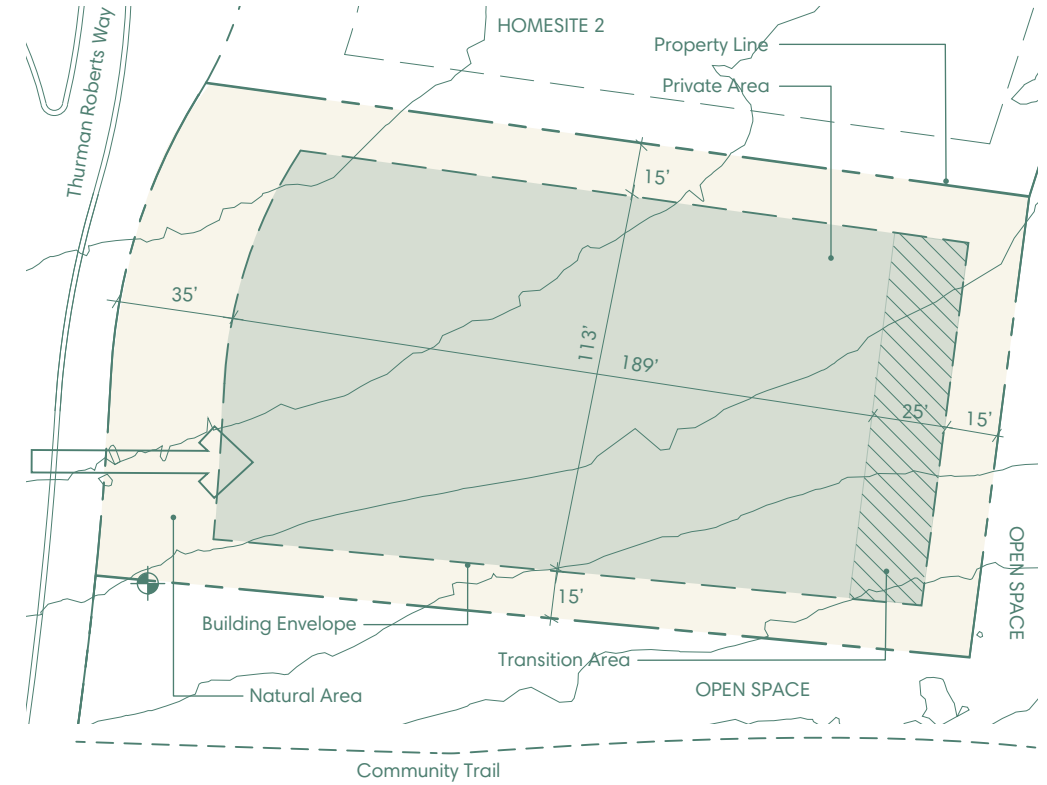 HOMESITE 2
Property Line
Private Area
Thurman Roberts Way
15’
35’
113’
189’
25’
15’
OPEN SPACE
15’
Building Envelope
Transition Area
Natural Area
OPEN SPACE
Community Trail